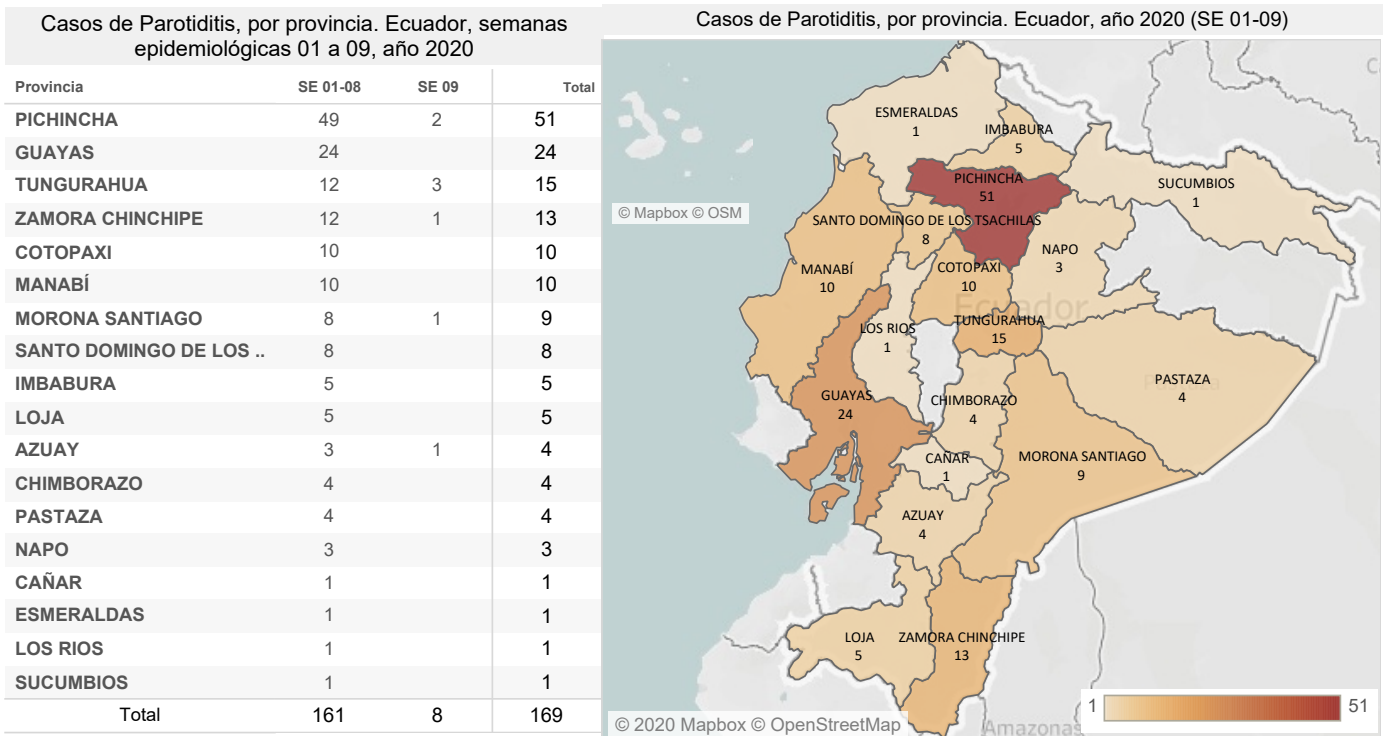 Casos de Parotiditis, por provincia. Ecuador, semanas
epidemiológicas 01 a 09, año 2020
Provincia SE 01-08 SE 09 Total
PICHINCHA 49 2 51
GUAYAS 24 24
TUNGURAHUA 12 3 15
ZAMORA CHINCHIPE 12 1 13
COTOPAXI 10 10
MANABÍ 10 10
MORONA SANTIAGO 8 1 9
SANTO DOMINGO DE LOS .. 8 8
IMBABURA 5 5
LOJA 5 5
AZUAY 3 1 4
CHIMBORAZO 4 4
PASTAZA 4 4
NAPO 3 3
CAÑAR 1 1
ESMERALDAS 1 1
LOS RIOS 1 1
SUCUMBIOS 1 1
Total 161 8 169
Casos de Parotiditis, por provincia. Ecuador, año 2020 (SE 01-09)
ESMERALDAS
1
IMBABURA
5
PICHINCHA
51
SUCUMBIOS
1
© Mapbox © OSM
SANTO DOMINGO DE LOS TSACHILAS
8
NAPO
3
MANABÍ
10
COTOPAXI
10
Ecuador
TUNGURAHUA
15
LOS RIOS
1
PASTAZA
4
GUAYAS
24
CHIMBORAZO
4
CAÑAR
1
MORONA SANTIAGO
9
AZUAY
4
LOJA
5
ZAMORA CHINCHIPE
13
1 51
© 2020 Mapbox © OpenStreetMap
Amazonas